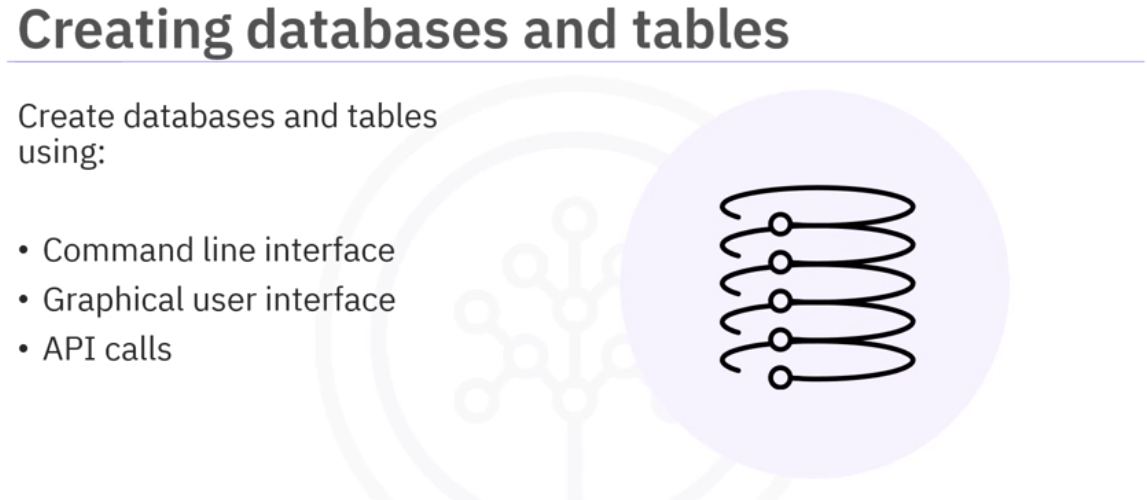 Creating databases and tables
Create databases and tables
using:
• Command line interface
• Graphical user interface
• API calls